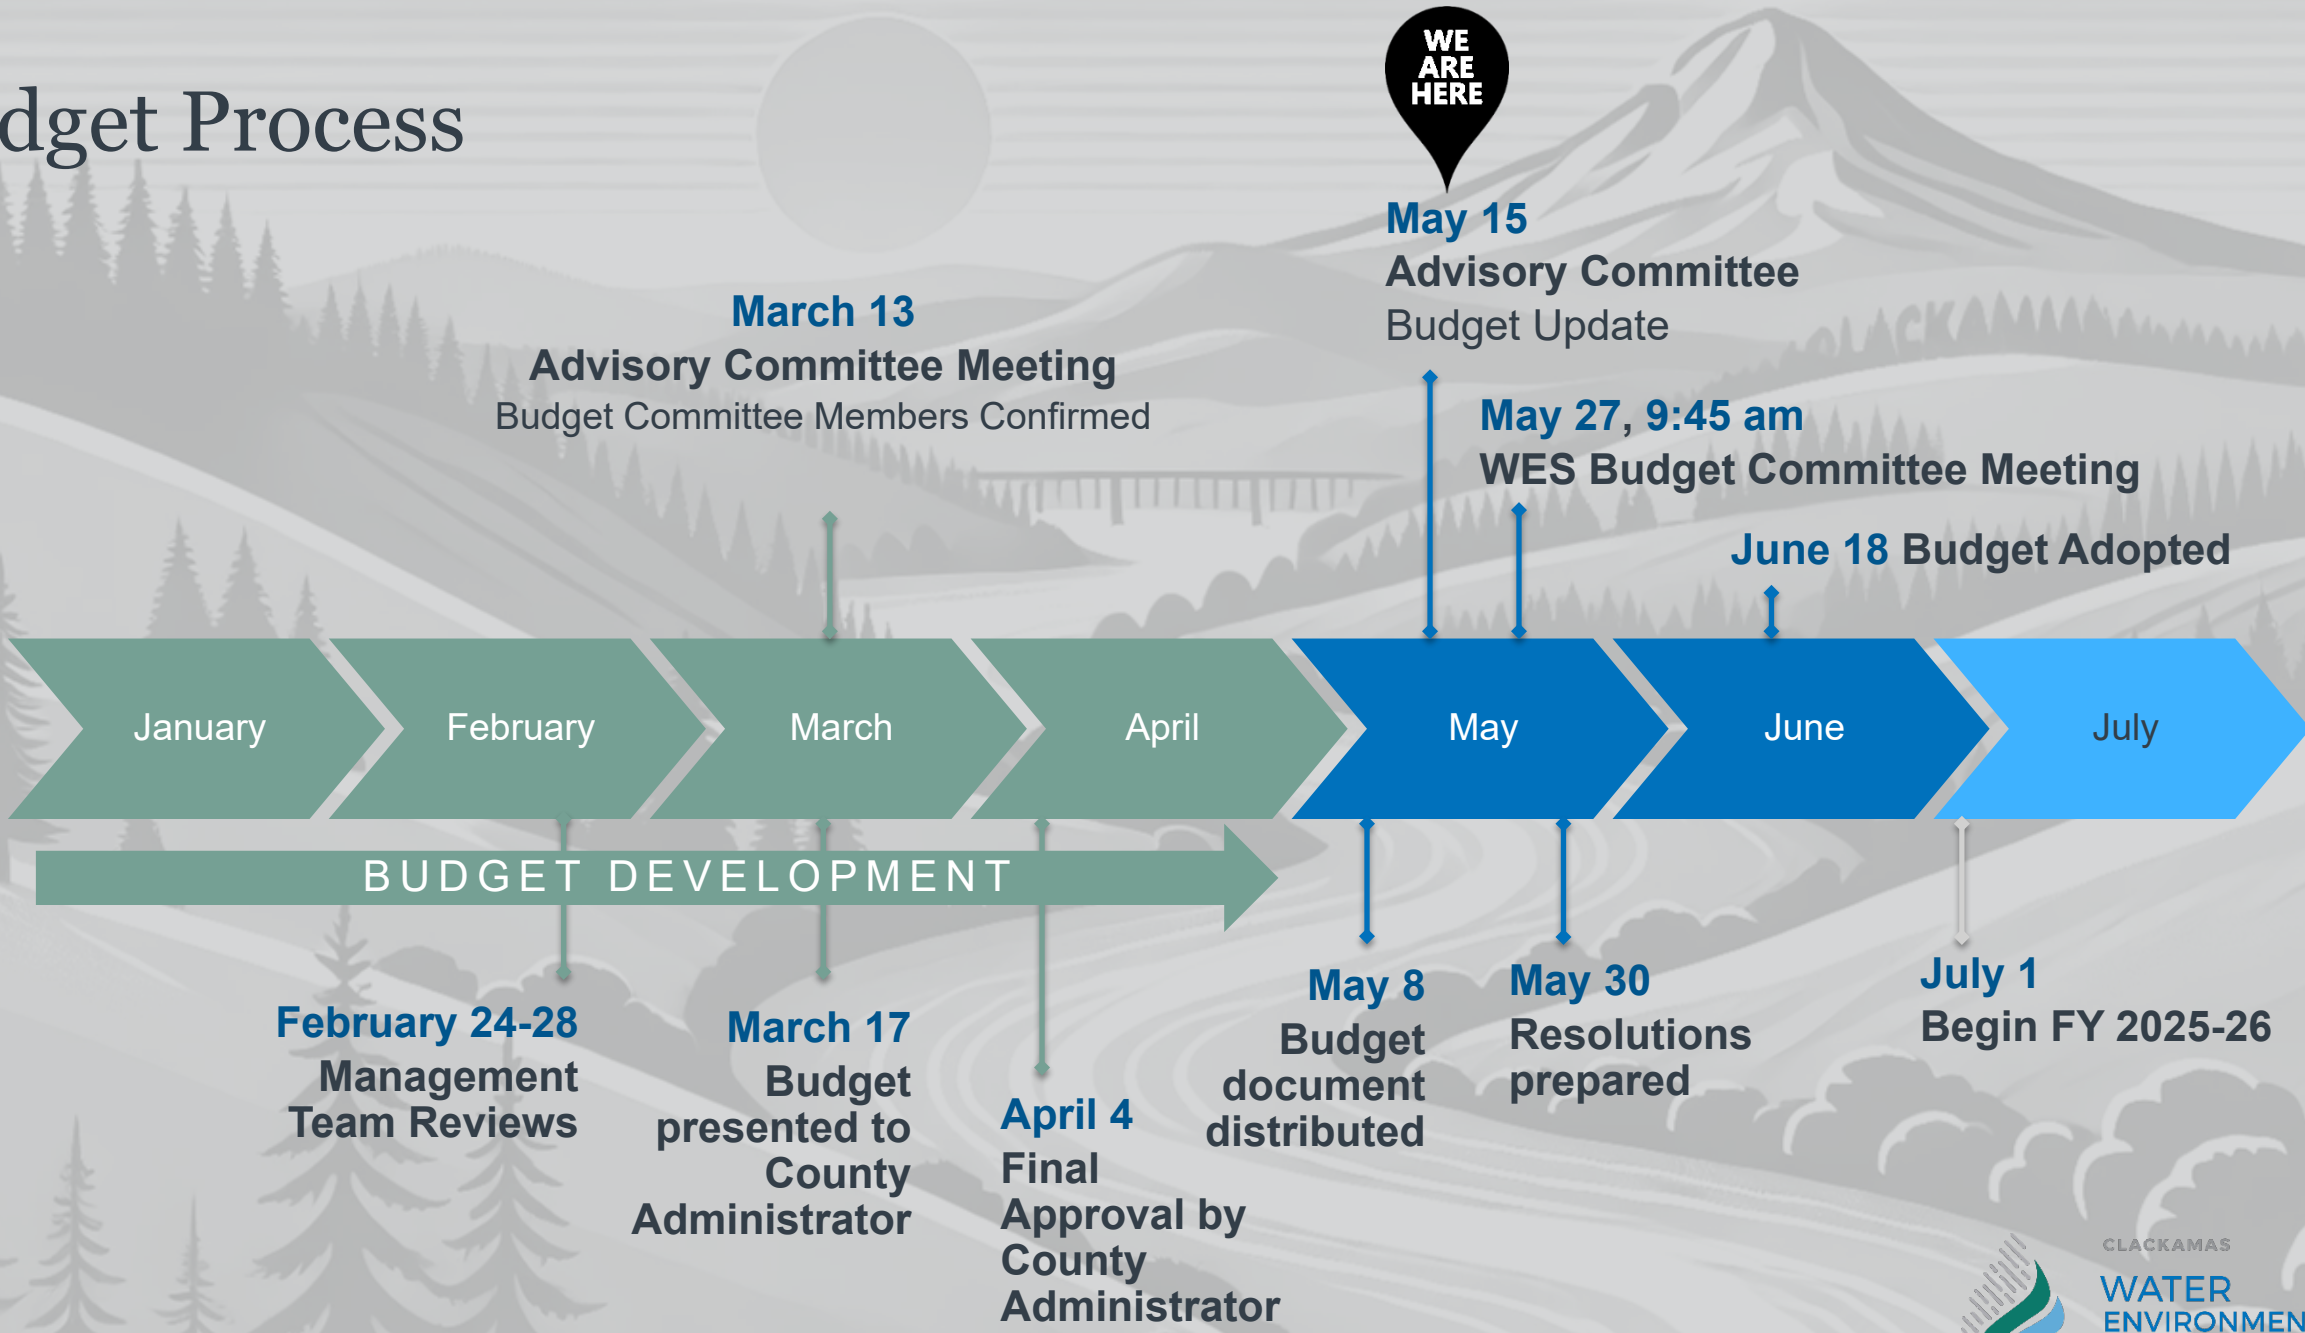 dget Process
WE
ARE
HERE
May 15
Advisory Committee
Budget Update
March 13
Advisory Committee Meeting
Budget Committee Members Confirmed
May 27, 9:45 am
WES Budget Committee Meeting
June 18 Budget Adopted
January
February
March
April
May
June
July
BUDGET DEVELOPMENT
February 24-28
Management
Team Reviews
March 17
Budget
presented to
County
Administrator
April 4
Final
Approval by
County
Administrator
May 8
Budget
document
distributed
May 30
Resolutions
prepared
July 1
Begin FY 2025-26
CLACKAMAS
WATER
ENVIRONMEN